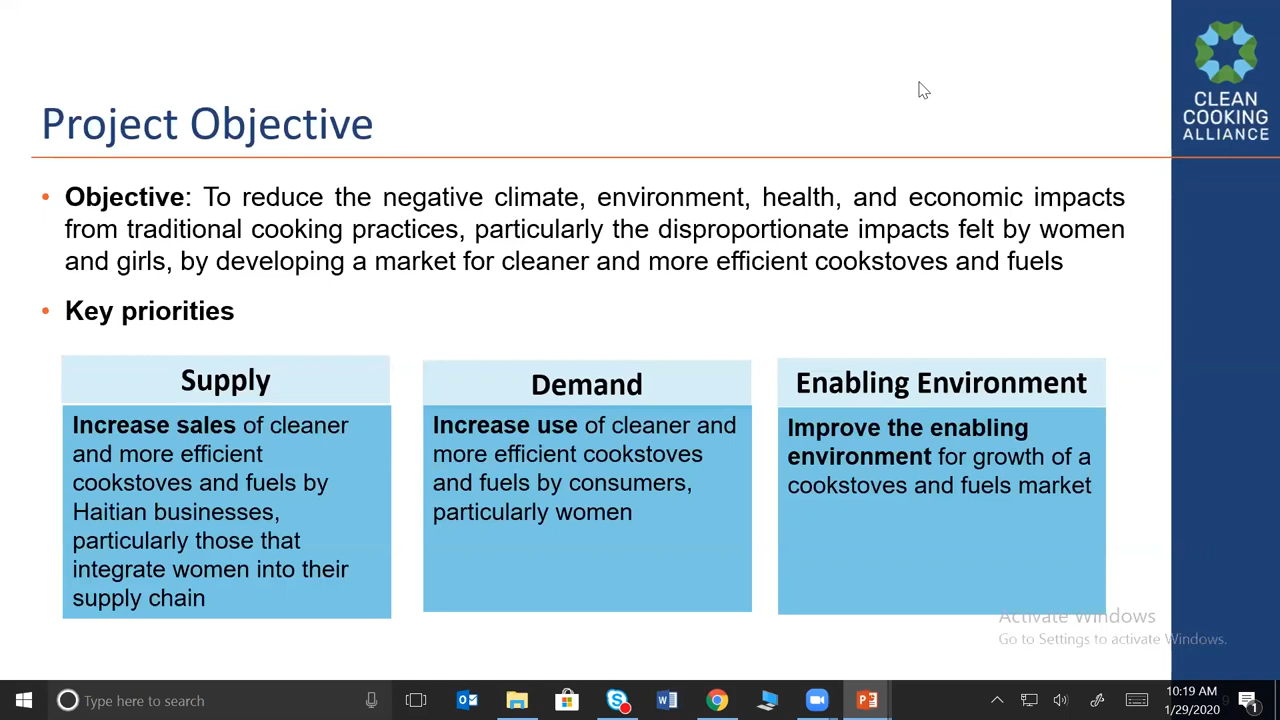 CLEAN
COOKING
ALLIANCE
Project Objective
• Objective: To reduce the negative climate, environment, health, and economic impacts
from traditional cooking practices, particularly the disproportionate impacts felt by women
and girls, by developing a market for cleaner and more efficient cookstoves and fuels
• Key priorities
Supply
Increase sales of cleaner
and more efficient
cookstoves and fuels by
Haitian businesses,
particularly those that
integrate women into their
supply chain
Demand
Increase use of cleaner and
more efficient cookstoves
and fuels by consumers,
particularly women
Enabling Environment
Improve the enabling
environment for growth of a
cookstoves and fuels market
Activate Windows
Go to Settings to activate Windows.
Type here to search
10:19 AM
1/29/2020
9
1